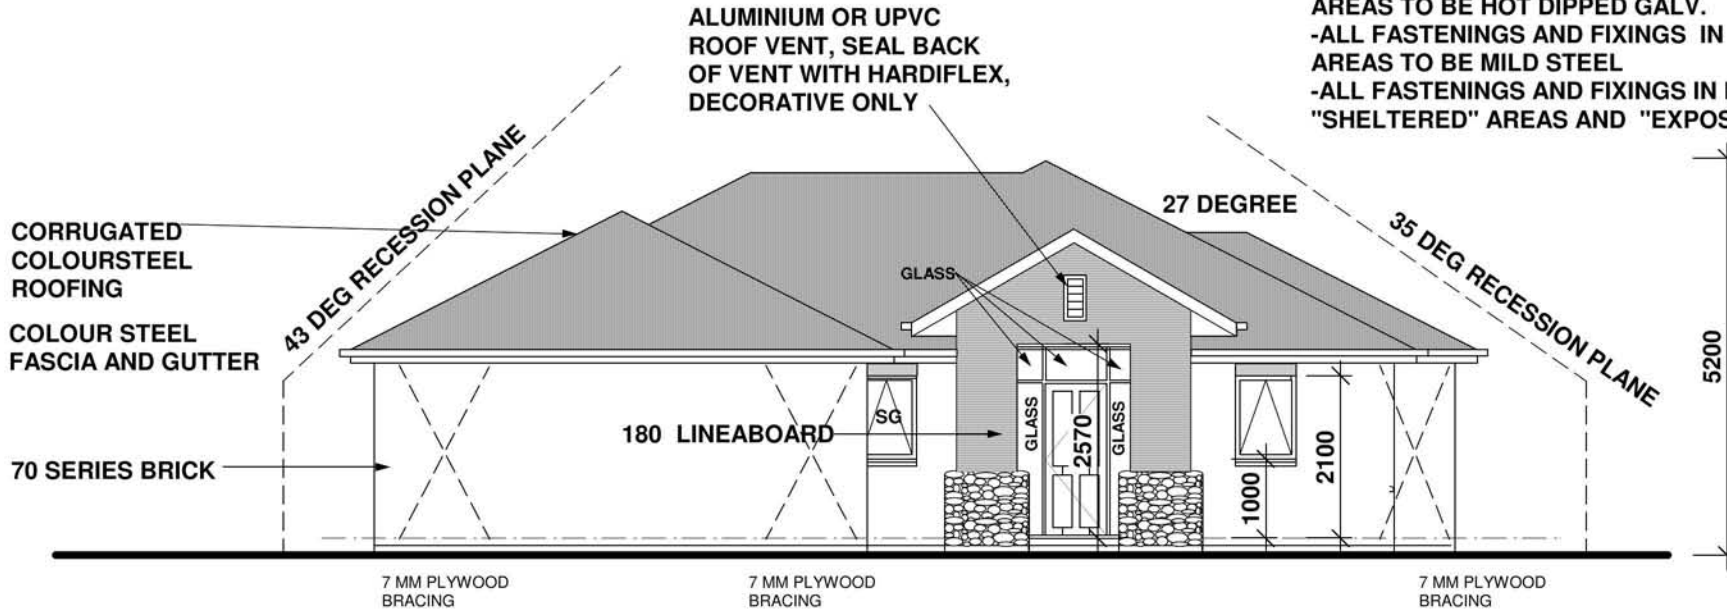 ALUMINIUM OR UPVC
ROOF VENT, SEAL BACK
OF VENT WITH HARDIFLEX,
DECORATIVE ONLY
AREAS TO BE HOT DIPPED GALV.
-ALL FASTENINGS AND FIXINGS IN
AREAS TO BE MILD STEEL
-ALL FASTENINGS AND FIXINGS IN
"SHELTERED" AREAS AND "EXPOS
43 DEG RECESSION PLANE
27 DEGREE
35 DEG RECESSION PLANE
5200
CORRUGATED
COLOURSTEEL
ROOFING
COLOUR STEEL
FASCIA AND GUTTER
GLASS
SG
180 LINEABOARD
GLASS
2570
GLASS
1000
2100
70 SERIES BRICK
7 MM PLYWOOD
BRACING
7 MM PLYWOOD
BRACING
7 MM PLYWOOD
BRACING